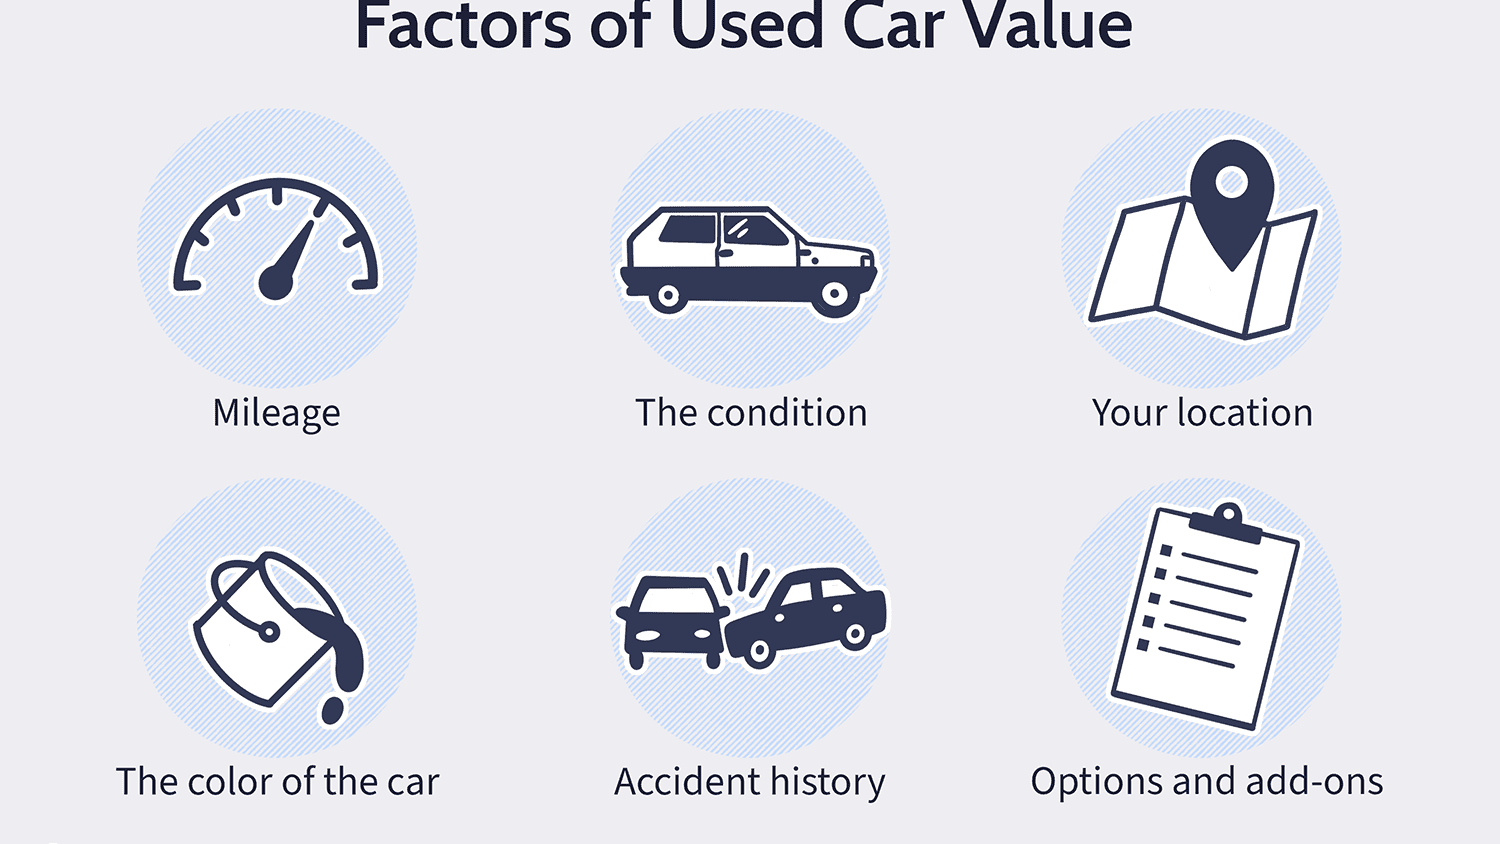 Factors of Used Car Value
Mileage
The condition
Your location
The color of the car
Accident history
Options and add-ons